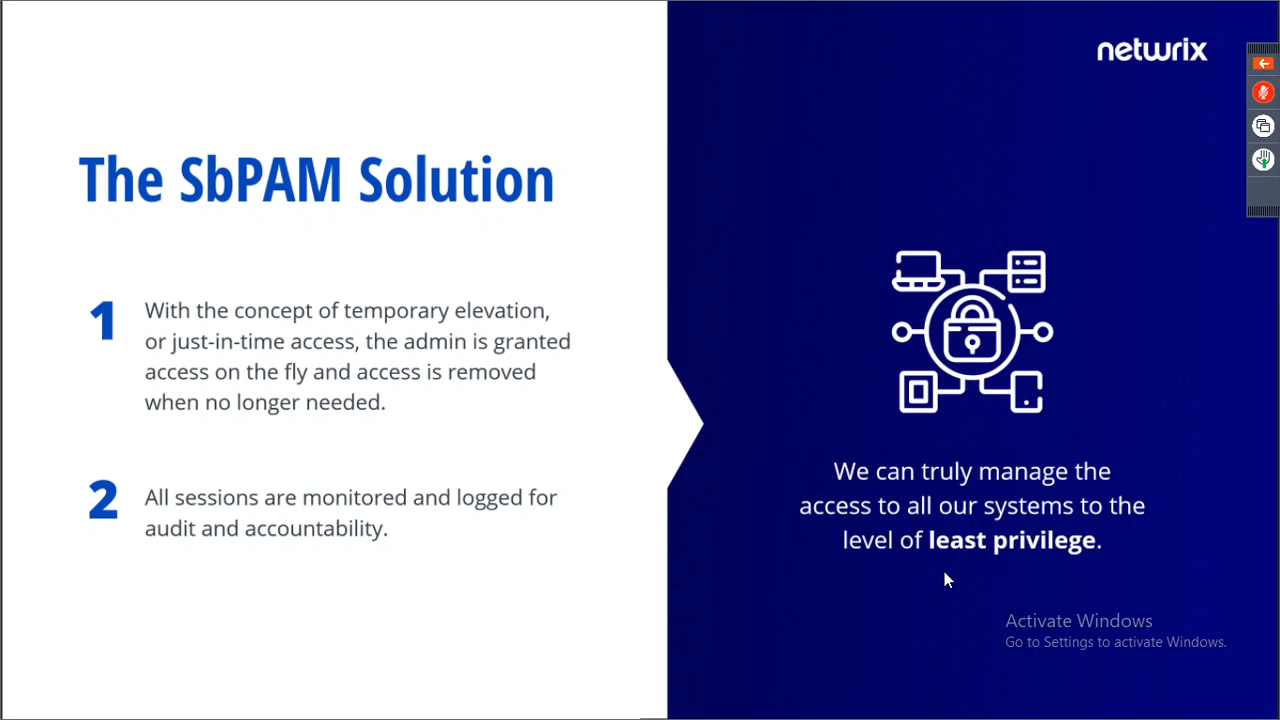 netwrix
The SbPAM Solution
1
With the concept of temporary elevation,
or just-in-time access, the admin is granted
access on the fly and access is removed
when no longer needed.
2
All sessions are monitored and logged for
audit and accountability.
We can truly manage the
access to all our systems to the
level of least privilege.
Activate Windows
Go to Settings to activate Windows.